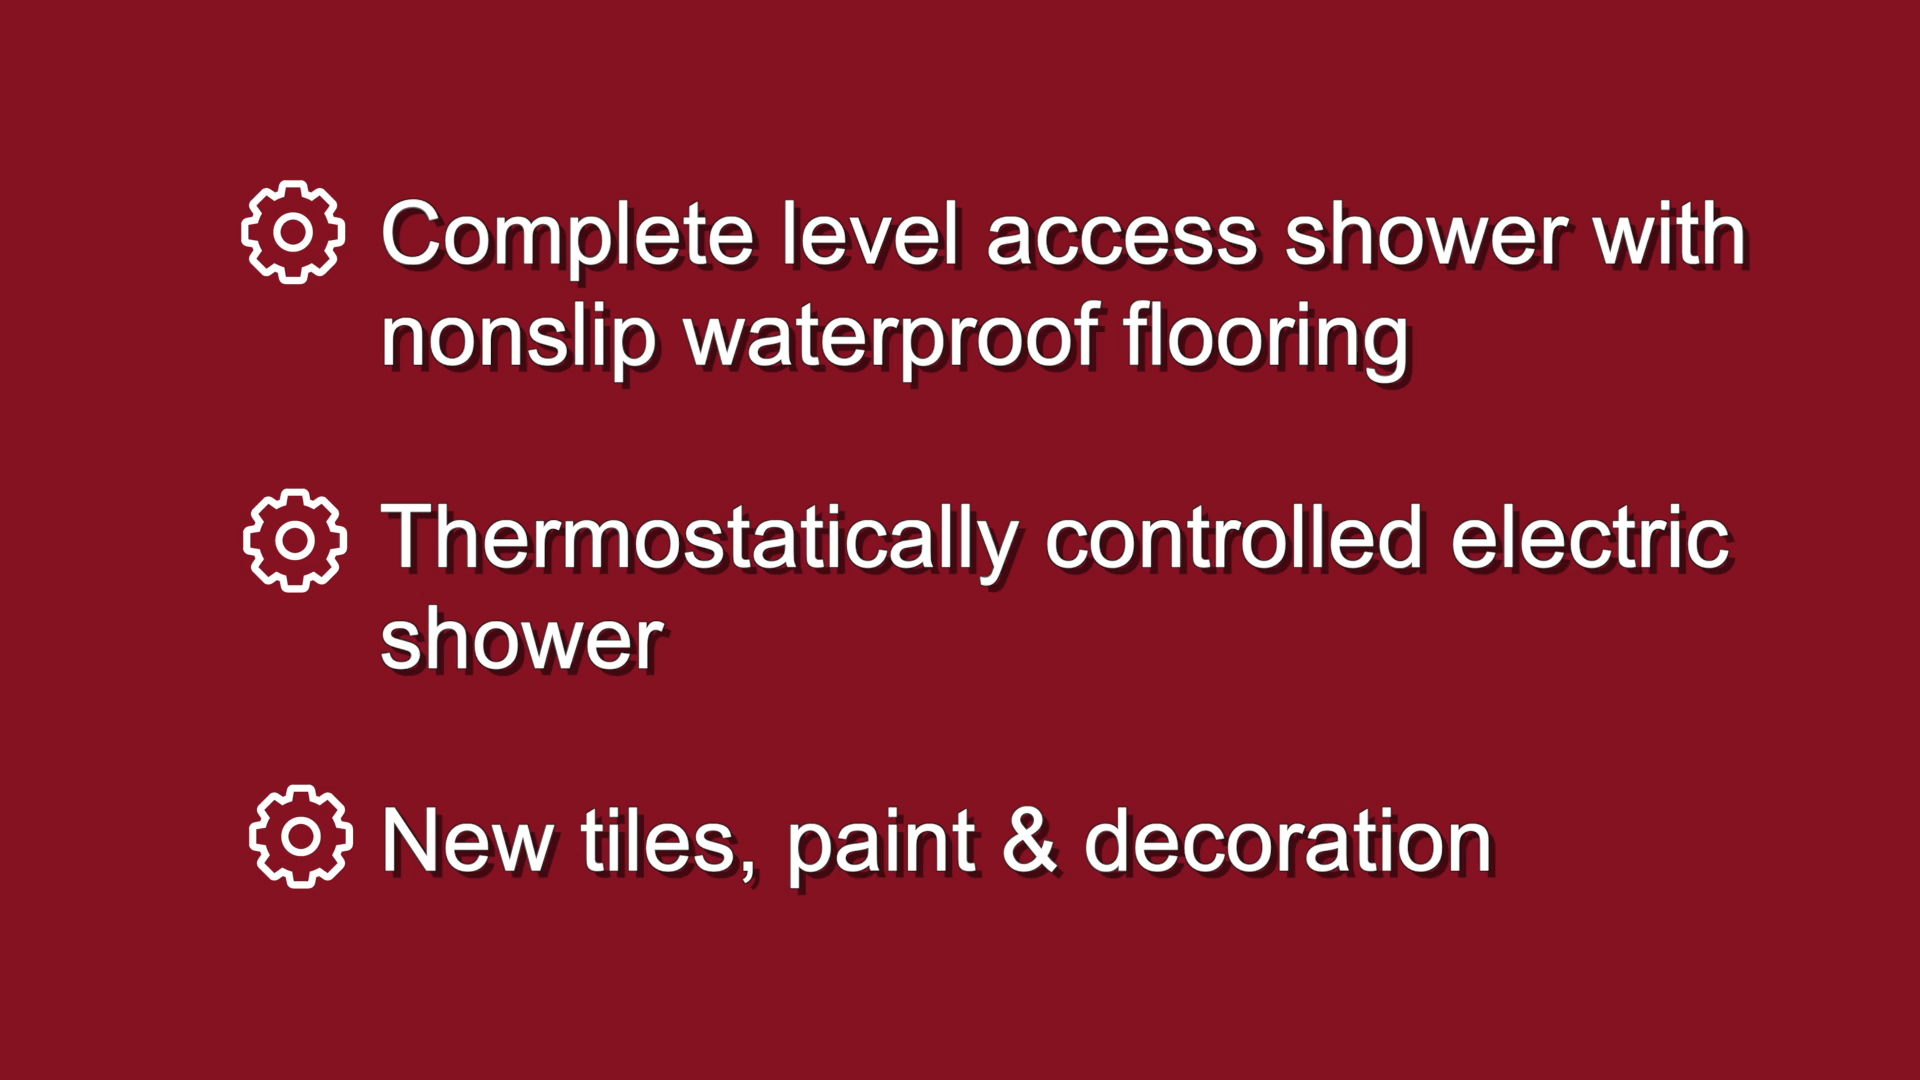 Complete level access shower with
nonslip waterproof flooring
Thermostatically controlled electric
shower
New tiles, paint & decoration